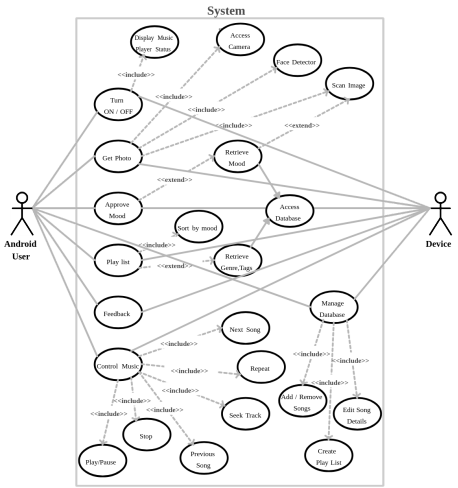 System
Display Music
Player Status
Access
Camera
Face Detector
Scan Image
<<include>>
Turn
ON / OFF
<<include>>
<<include>>
<<include>>
<<extend>>
Get Photo
Retrieve
Mood
<<extend>>
Approve
Mood
Access
Database
Sort by mood
Android
User
Device
<<include>>
Play list
<<extend>>
Retrieve
Genre,Tags
Feedback
Manage
Database
Next Song
<<include>>
<<include>>
<<include>>
Control Music
Repeat
<<include>>
<<include>>
<<include>>
Add / Remove
Songs
<<include>>
<<include>>
<<include>>
Seek Track
Edit Song
Details
Stop
Play/Pause
Previous
Song
Create
Play List